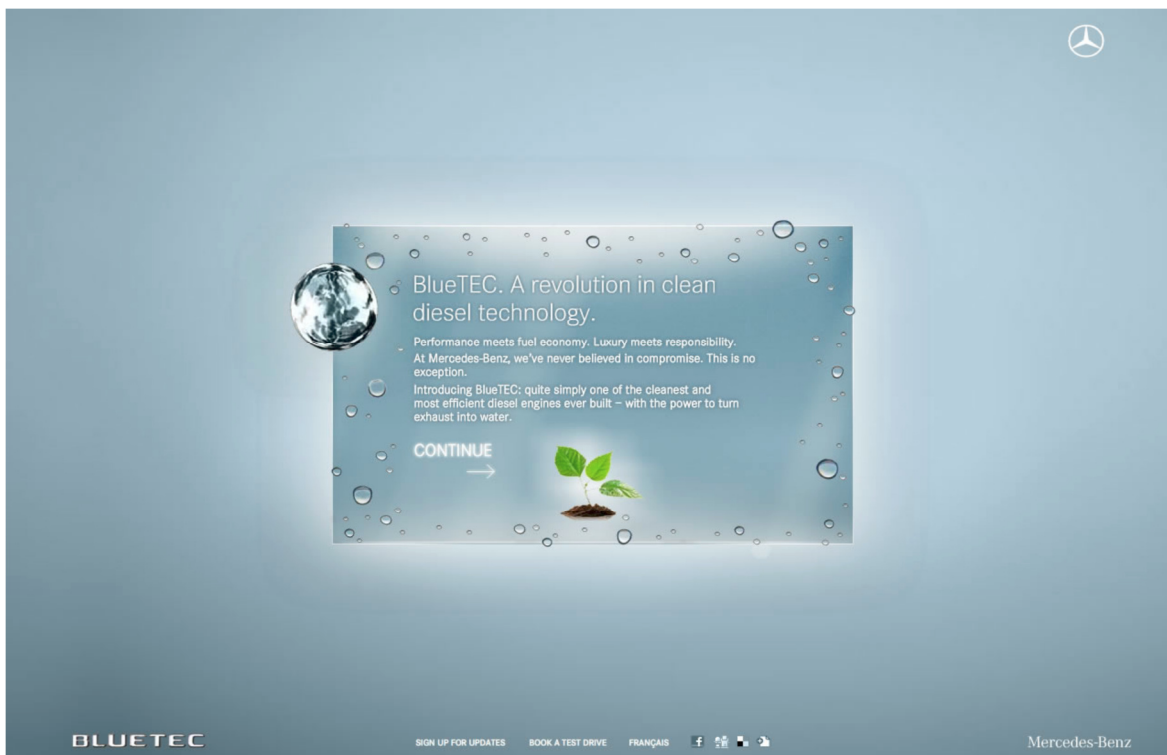 BlueTEC. A revolution in clean
diesel technology.
Performance meets fuel economy. Luxury meets responsibility.
At Mercedes-Benz, we've never believed in compromise. This is no
exception.
Introducing BlueTEC: quite simply one of the cleanest and
most efficient diesel engines ever built – with the power to turn
exhaust into water.
CONTINUE
BLUETEC
SIGN UP FOR UPDATES BOOK A TEST DRIVE FRANÇAIS
Mercedes-Benz